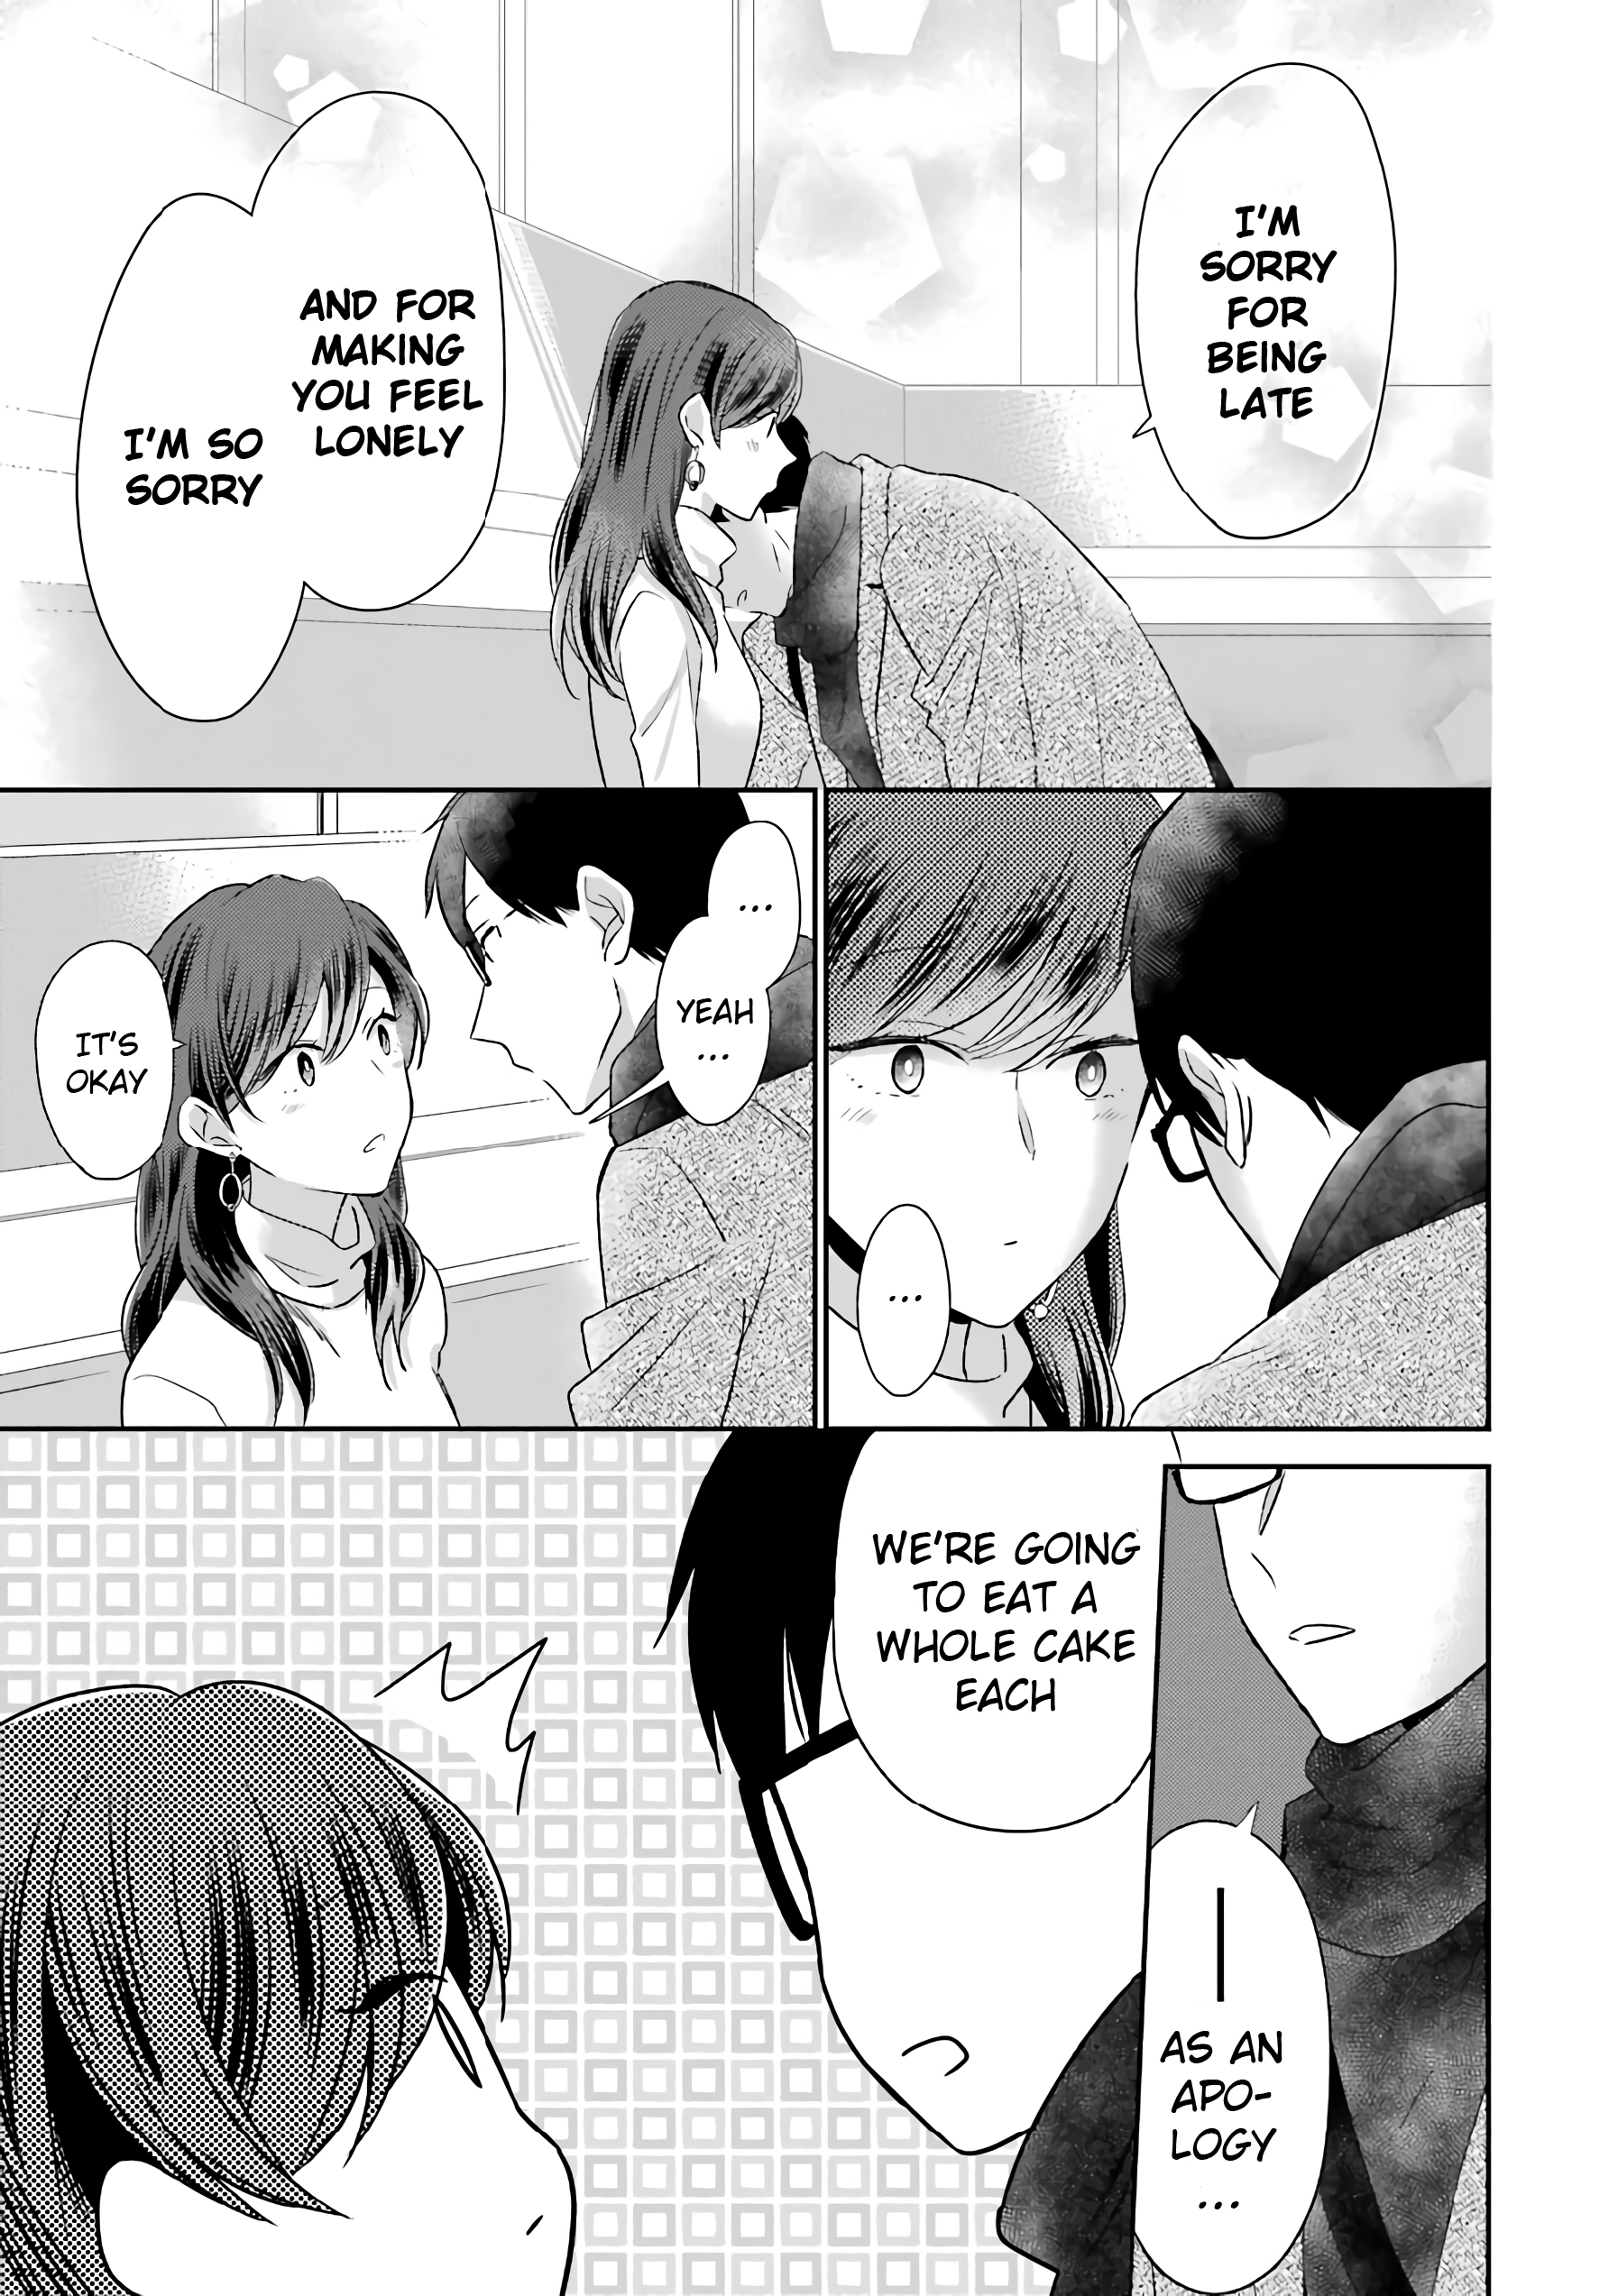 I'M
SORRY
FOR
BEING
LATE
AND FOR
MAKING
YOU FEEL
LONELY
I'M SO
SORRY
...
...
YEAH
...
IT'S
OKAY
—
AS AN
APO-
LOGY
...
WE'RE GOING
TO EAT A
WHOLE CAKE
EACH